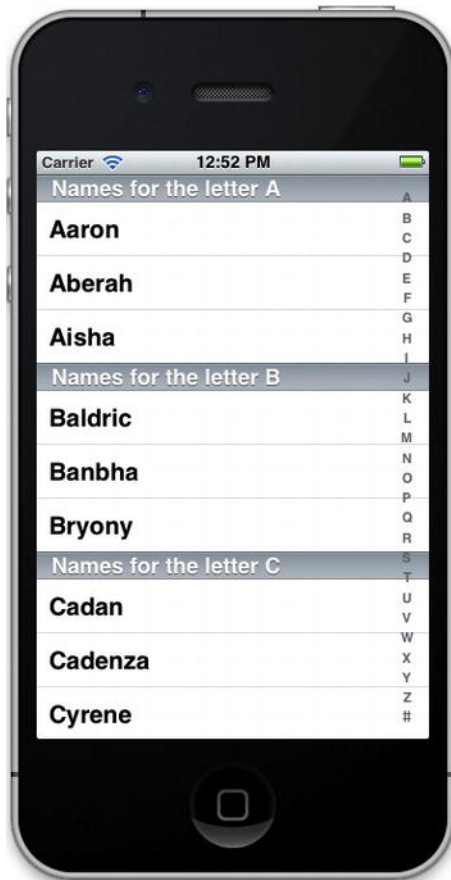 Carrier 12:52 PM
Names for the letter A
Aaron
Aberah
Aisha
Names for the letter B
Baldric
Banbha
Bryony
Names for the letter C
Cadan
Cadenza
Cyrene
A
B
C
D
E
F
G
H
I
J
K
L
M
N
O
P
Q
R
S
T
U
V
W
X
Y
Z
#